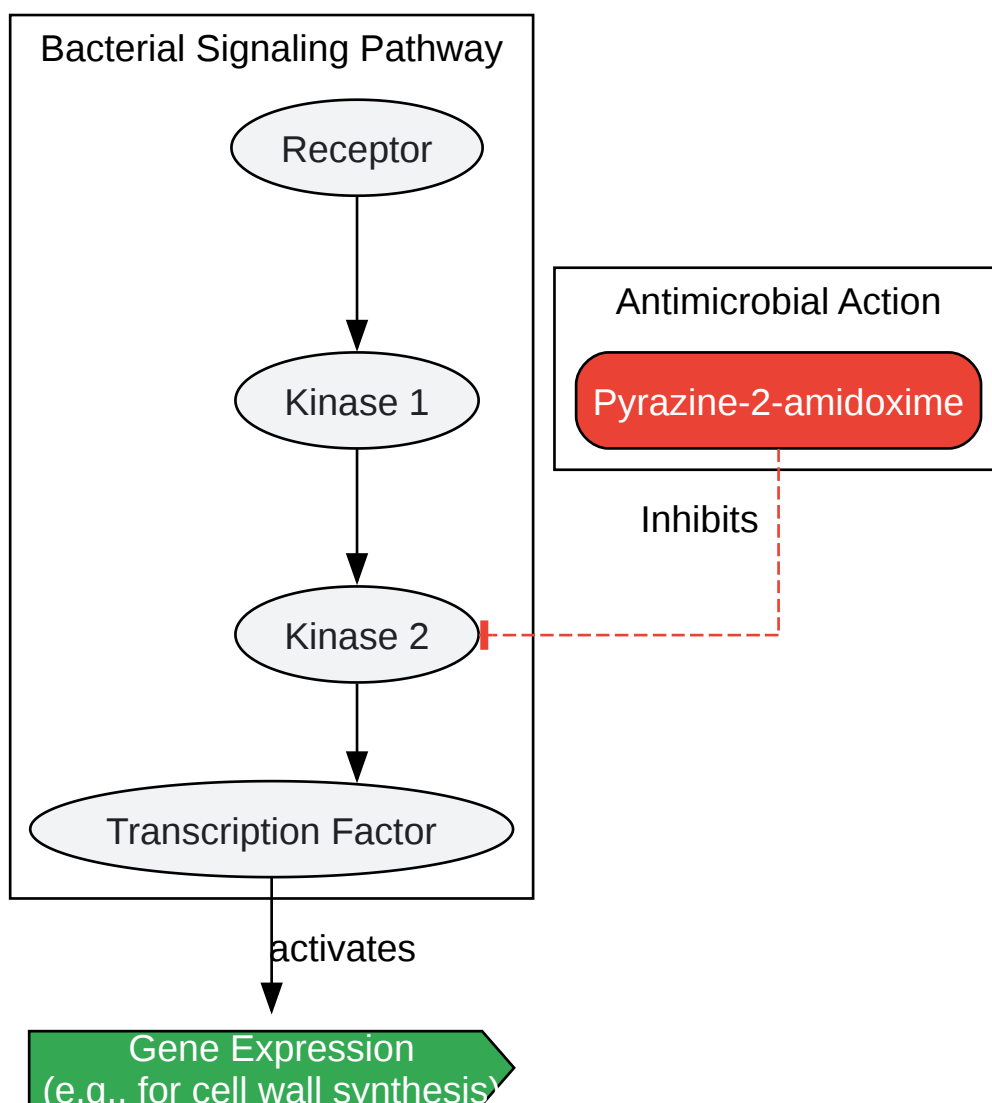 Bacterial Signaling Pathway
Receptor
Antimicrobial Action
Kinase 1
Pyrazine-2-amidoxime
Inhibits
Kinase 2
Transcription Factor
activates
Gene Expression
(e.g., for cell wall synthesis)